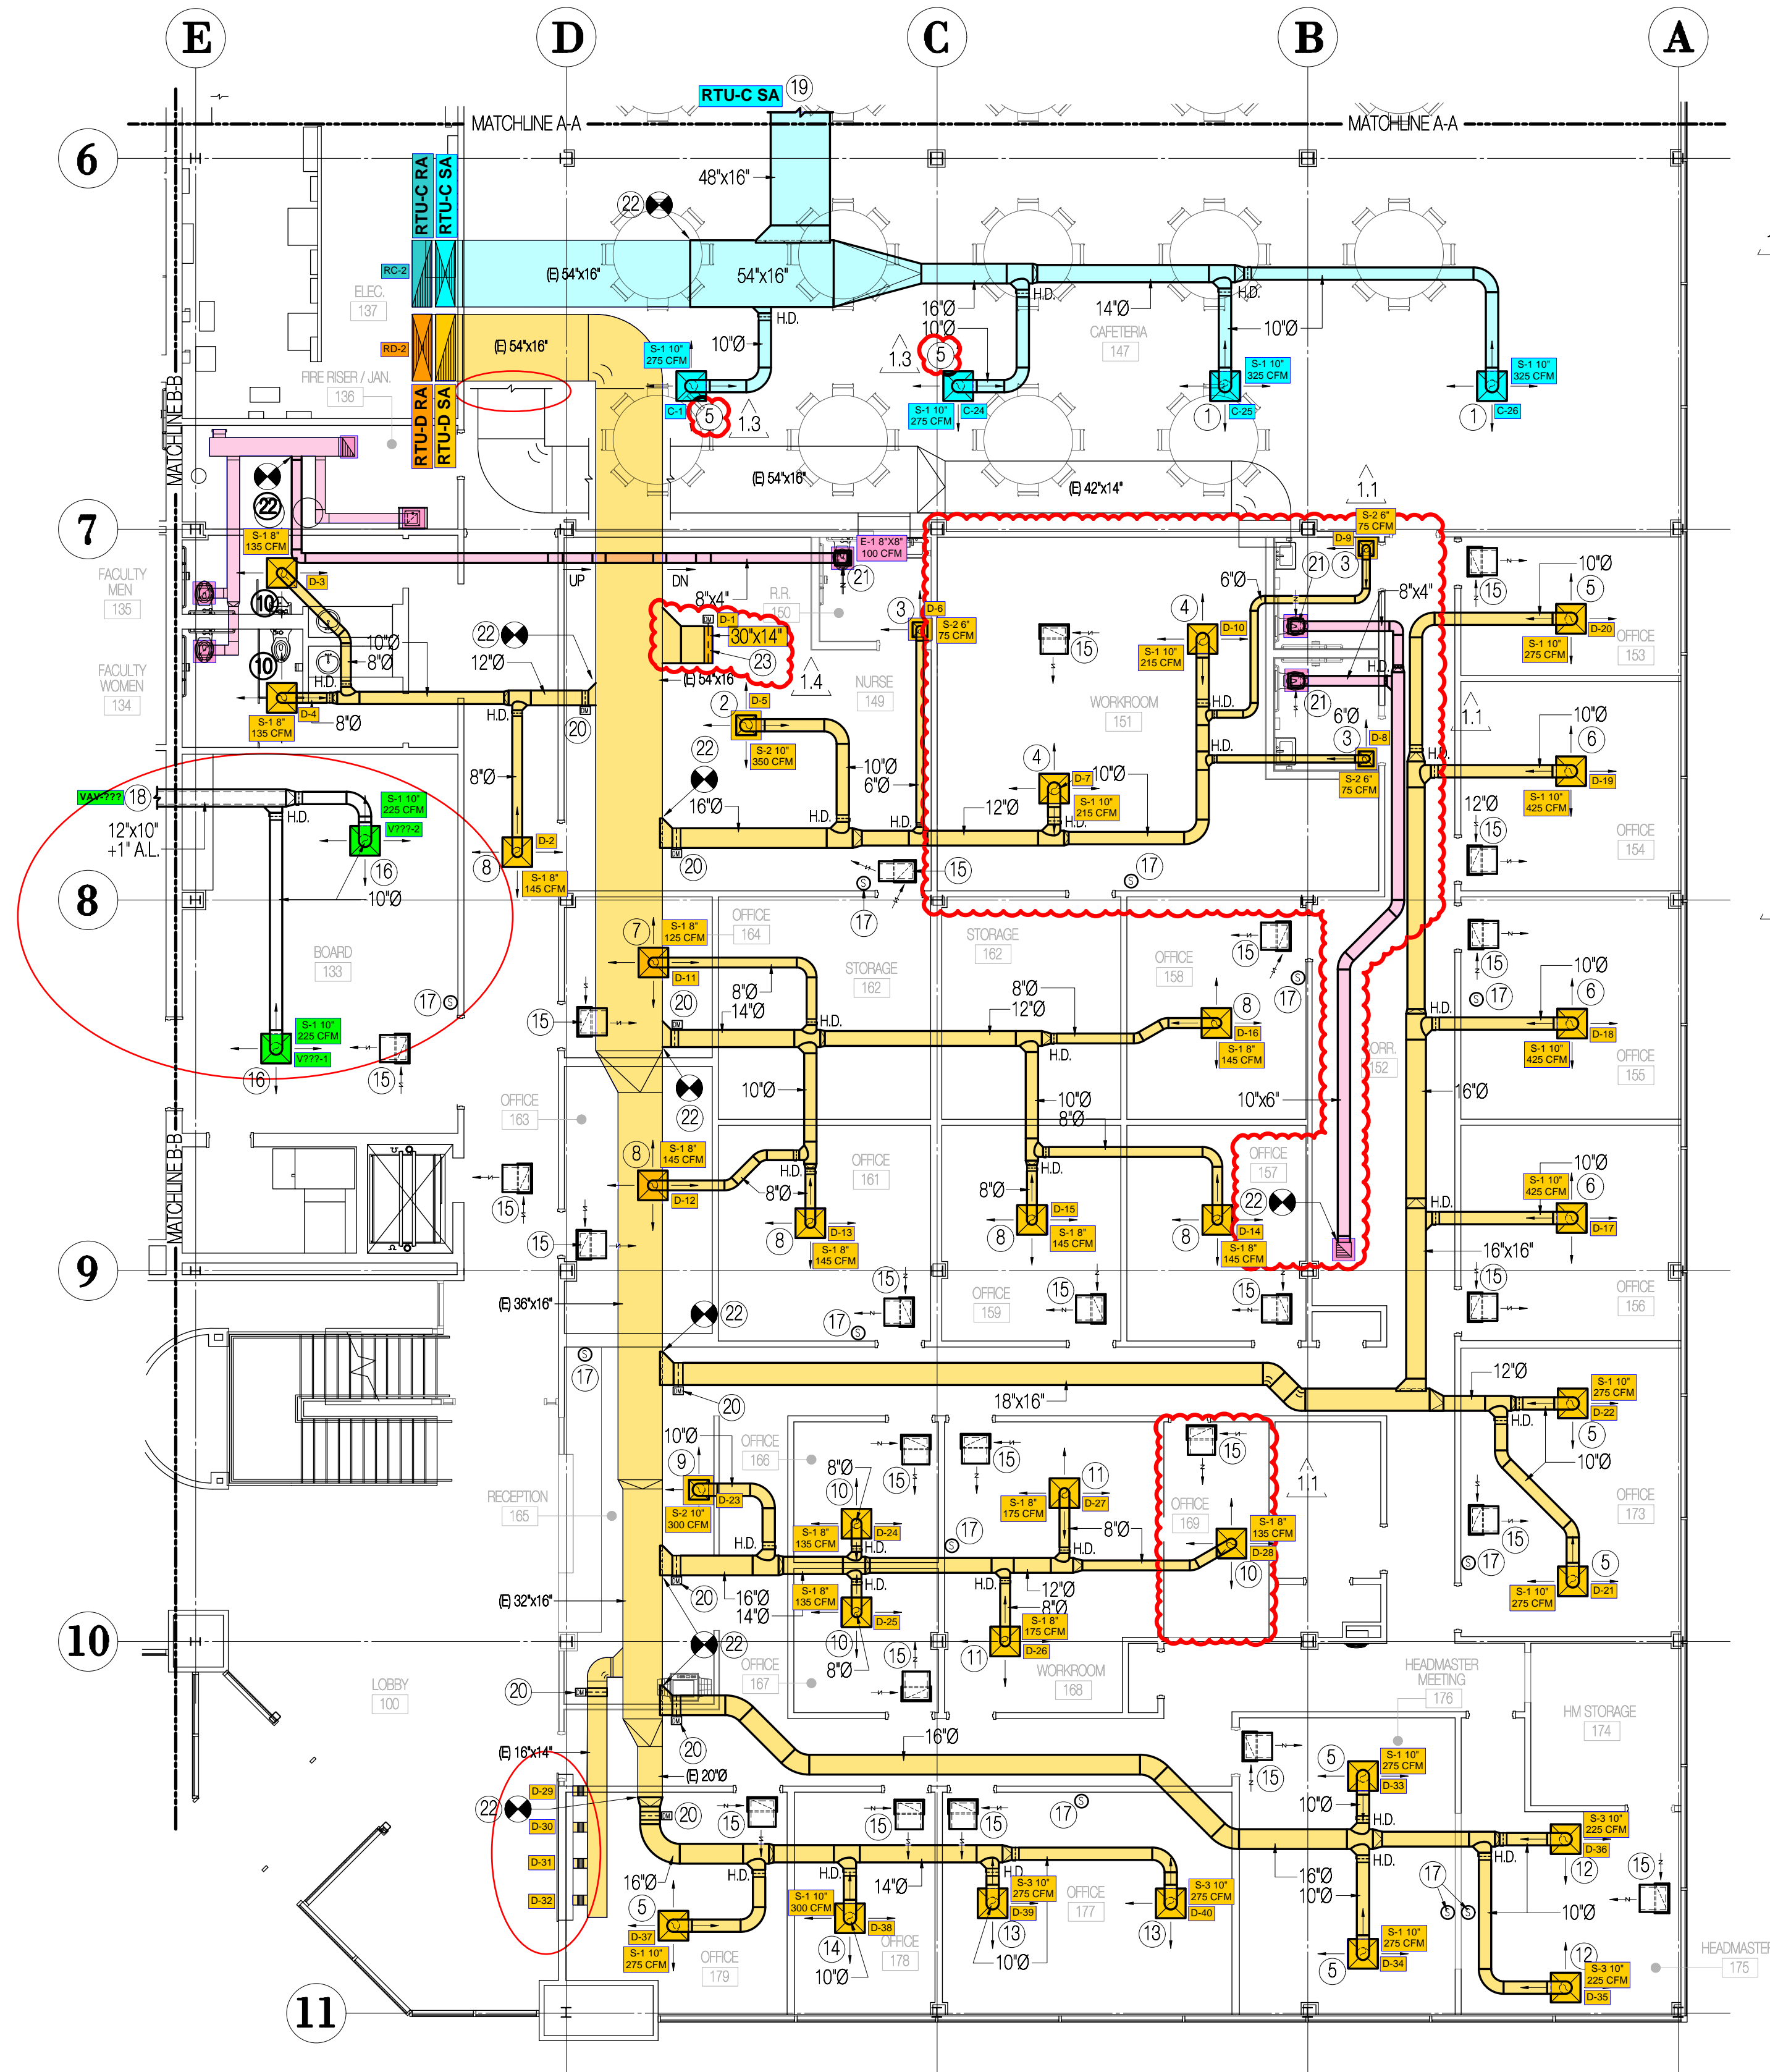 E
D
C
B
A
RTU-C SA
19
MATCHLINE A-A
MATCHLINE A-A
6
RTU-C RA
RTU-C SA
48"x16"
22
RC-2
(E) 54"x16"
54"x16"
ELEC.
137
H.D.
16"Ø
10"Ø
H.D.
14"Ø
H.D.
10"Ø
CAFETERIA
147
RD-2
(E) 54"x16"
10"Ø
S-1 10"
275 CFM
1.3
5
S-1 10"
325 CFM
S-1 10"
325 CFM
FIRE RISER / JAN.
136
RTU-D RA
RTU-D SA
C-1
5
1.3
S-1 10"
275 CFM
C-24
1
C-25
1
C-26
MATCHLINE B-B
(E) 54"x16"
(E) 42"x14"
1.1
22
7
S-1 8"
135 CFM
E-1 8"X8"
100 CFM
S-2 6"
75 CFM
D-9
3
FACULTY
MEN
135
D-3
UP
DN
21
21
15
10"Ø
5
8"x4"
R.R.
150
6"Ø
8"x4"
10
3
D-6
S-2 6"
75 CFM
4
D-10
D-20
D-1
30"x14"
23
22
15
S-1 10"
215 CFM
S-1 10"
275 CFM
OFFICE
153
10"Ø
8"Ø
12"Ø
H.D.
FACULTY
WOMEN
134
10
(E) 54"x16
1.4
NURSE
149
WORKROOM
151
H.D.
21
1.1
D-4
8"Ø
S-1 8"
135 CFM
H.D.
20
2
D-5
S-2 10"
350 CFM
6"Ø
3
D-8
10"Ø
6
H.D.
22
8"Ø
10"Ø
6"Ø
4
D-7
10"Ø
S-1 10"
215 CFM
S-2 6"
75 CFM
D-19
S-1 10"
425 CFM
VAV-???
18
12"x10"
+1" A.L.
H.D.
S-1 10"
225 CFM
V???-2
16
10"Ø
16"Ø
H.D.
H.D.
12"Ø
H.D.
12"Ø
15
OFFICE
154
D-2
8
S-1 8"
145 CFM
20
15
17
17
8
BOARD
133
7
S-1 8"
125 CFM
OFFICE
164
STORAGE
162
STORAGE
162
OFFICE
158
15
15
D-11
17
17
10"Ø
6
17
S-1 10"
225 CFM
V???-1
16
15
15
20
8"Ø
14"Ø
H.D.
8"Ø
12"Ø
H.D.
8
D-16
S-1 8"
145 CFM
CORR.
152
H.D.
D-18
S-1 10"
425 CFM
OFFICE
155
22
10"Ø
10"Ø
8"Ø
10"x6"
16"Ø
OFFICE
163
MATCHLINE B-B
8
S-1 8"
145 CFM
D-12
15
15
H.D.
8"Ø
OFFICE
161
8
D-13
S-1 8"
145 CFM
H.D.
8"Ø
8
D-15
S-1 8"
145 CFM
8
D-14
S-1 8"
145 CFM
OFFICE
157
22
10"Ø
6
S-1 10"
425 CFM
H.D.
D-17
16"x16"
9
(E) 36"x16"
22
15
17
OFFICE
159
15
15
15
OFFICE
156
17
20
18"x16"
12"Ø
S-1 10"
275 CFM
D-22
H.D.
5
10"Ø
10"Ø
9
OFFICE
166
15
15
15
1.1
D-23
S-2 10"
300 CFM
8"Ø
10
S-1 8"
135 CFM
D-24
H.D.
11
D-27
S-1 8"
175 CFM
8"Ø
OFFICE
169
S-1 8"
135 CFM
D-28
10
RECEPTION
165
17
15
17
OFFICE
173
H.D.
H.D.
H.D.
H.D.
5
D-21
S-1 10"
275 CFM
(E) 32"x16"
20
16"Ø
14"Ø
S-1 8"
135 CFM
D-25
10
8"Ø
12"Ø
8"Ø
S-1 8"
175 CFM
D-26
11
10
LOBBY
100
22
OFFICE
167
15
WORKROOM
168
HEADMASTER
MEETING
176
HM STORAGE
174
20
20
16"Ø
15
(E) 16"x14"
(E) 20"Ø
D-29
D-30
D-31
D-32
22
20
15
15
15
17
5
S-1 10"
275 CFM
D-33
10"Ø
H.D.
S-3 10"
225 CFM
D-36
12
H.D.
H.D.
H.D.
H.D.
H.D.
16"Ø
14"Ø
10"Ø
16"Ø
10"Ø
17
15
5
D-37
S-1 10"
275 CFM
S-1 10"
300 CFM
D-38
14
10"Ø
S-3 10"
275 CFM
D-39
13
10"Ø
OFFICE
177
S-3 10"
275 CFM
D-40
13
10"Ø
OFFICE
179
OFFICE
178
S-1 10"
275 CFM
D-34
5
12
S-3 10"
225 CFM
D-35
HEADMASTER
175
11